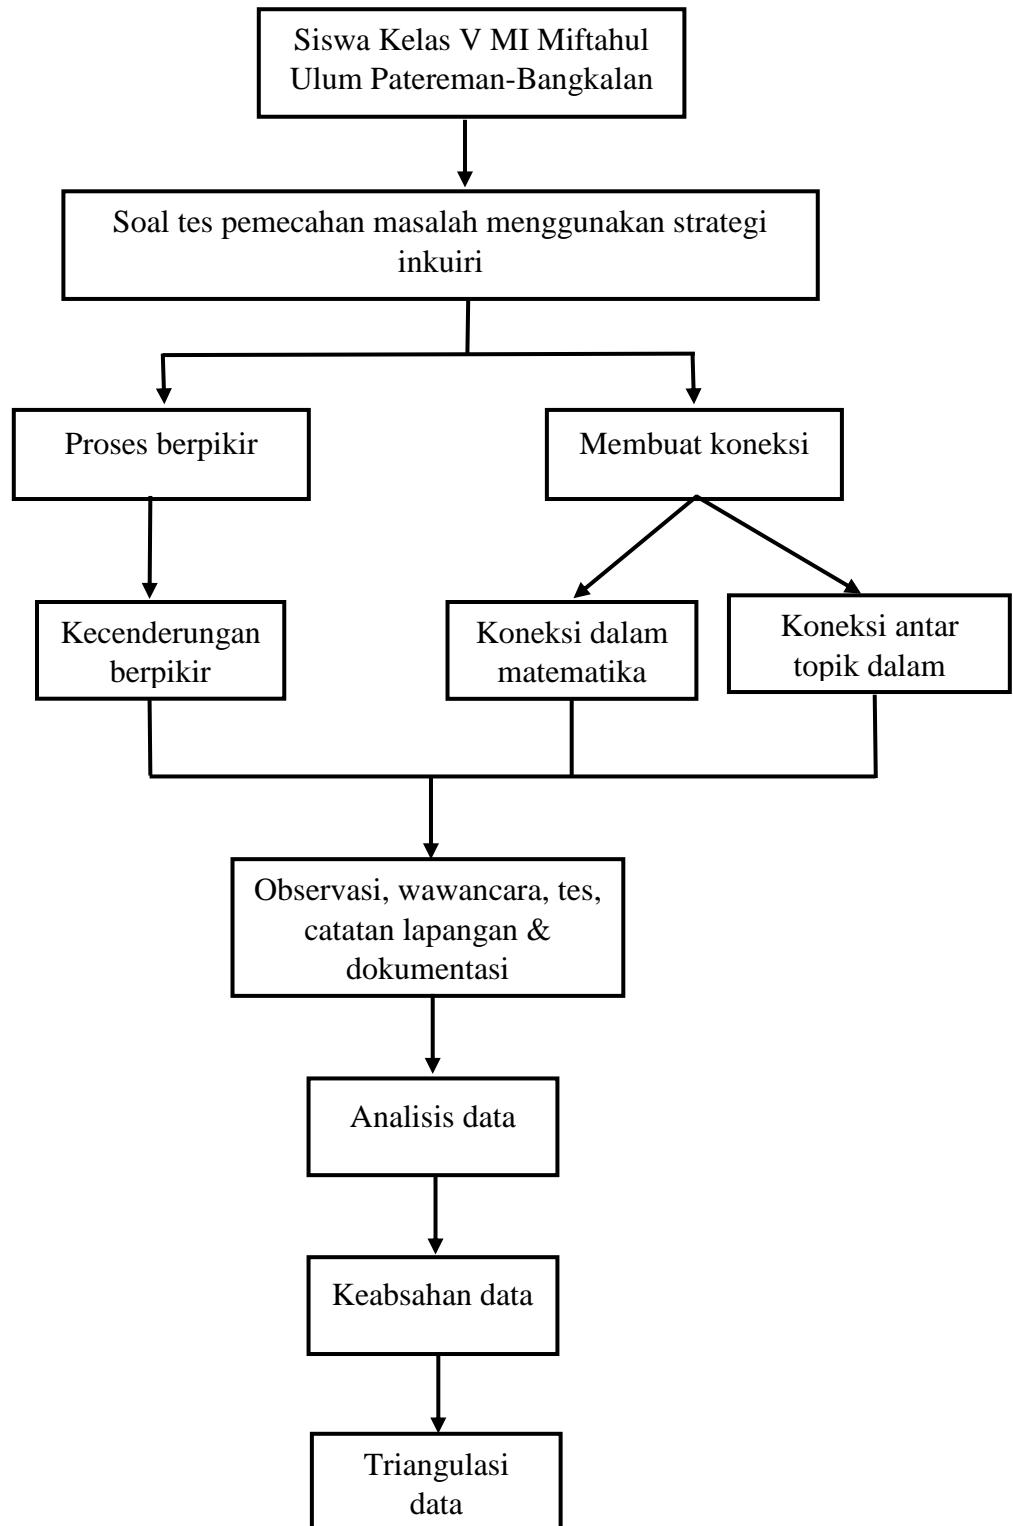 Siswa Kelas V MI Miftahul
Ulum Patereman-Bangkalan
Soal tes pemecahan masalah menggunakan strategi
inkuiri
Proses berpikir
Membuat koneksi
Kecenderungan
berpikir
Koneksi dalam
matematika
Koneksi antar
topik dalam
Observasi, wawancara, tes,
catatan lapangan &
dokumentasi
Analisis data
Keabsahan data
Triangulasi
data